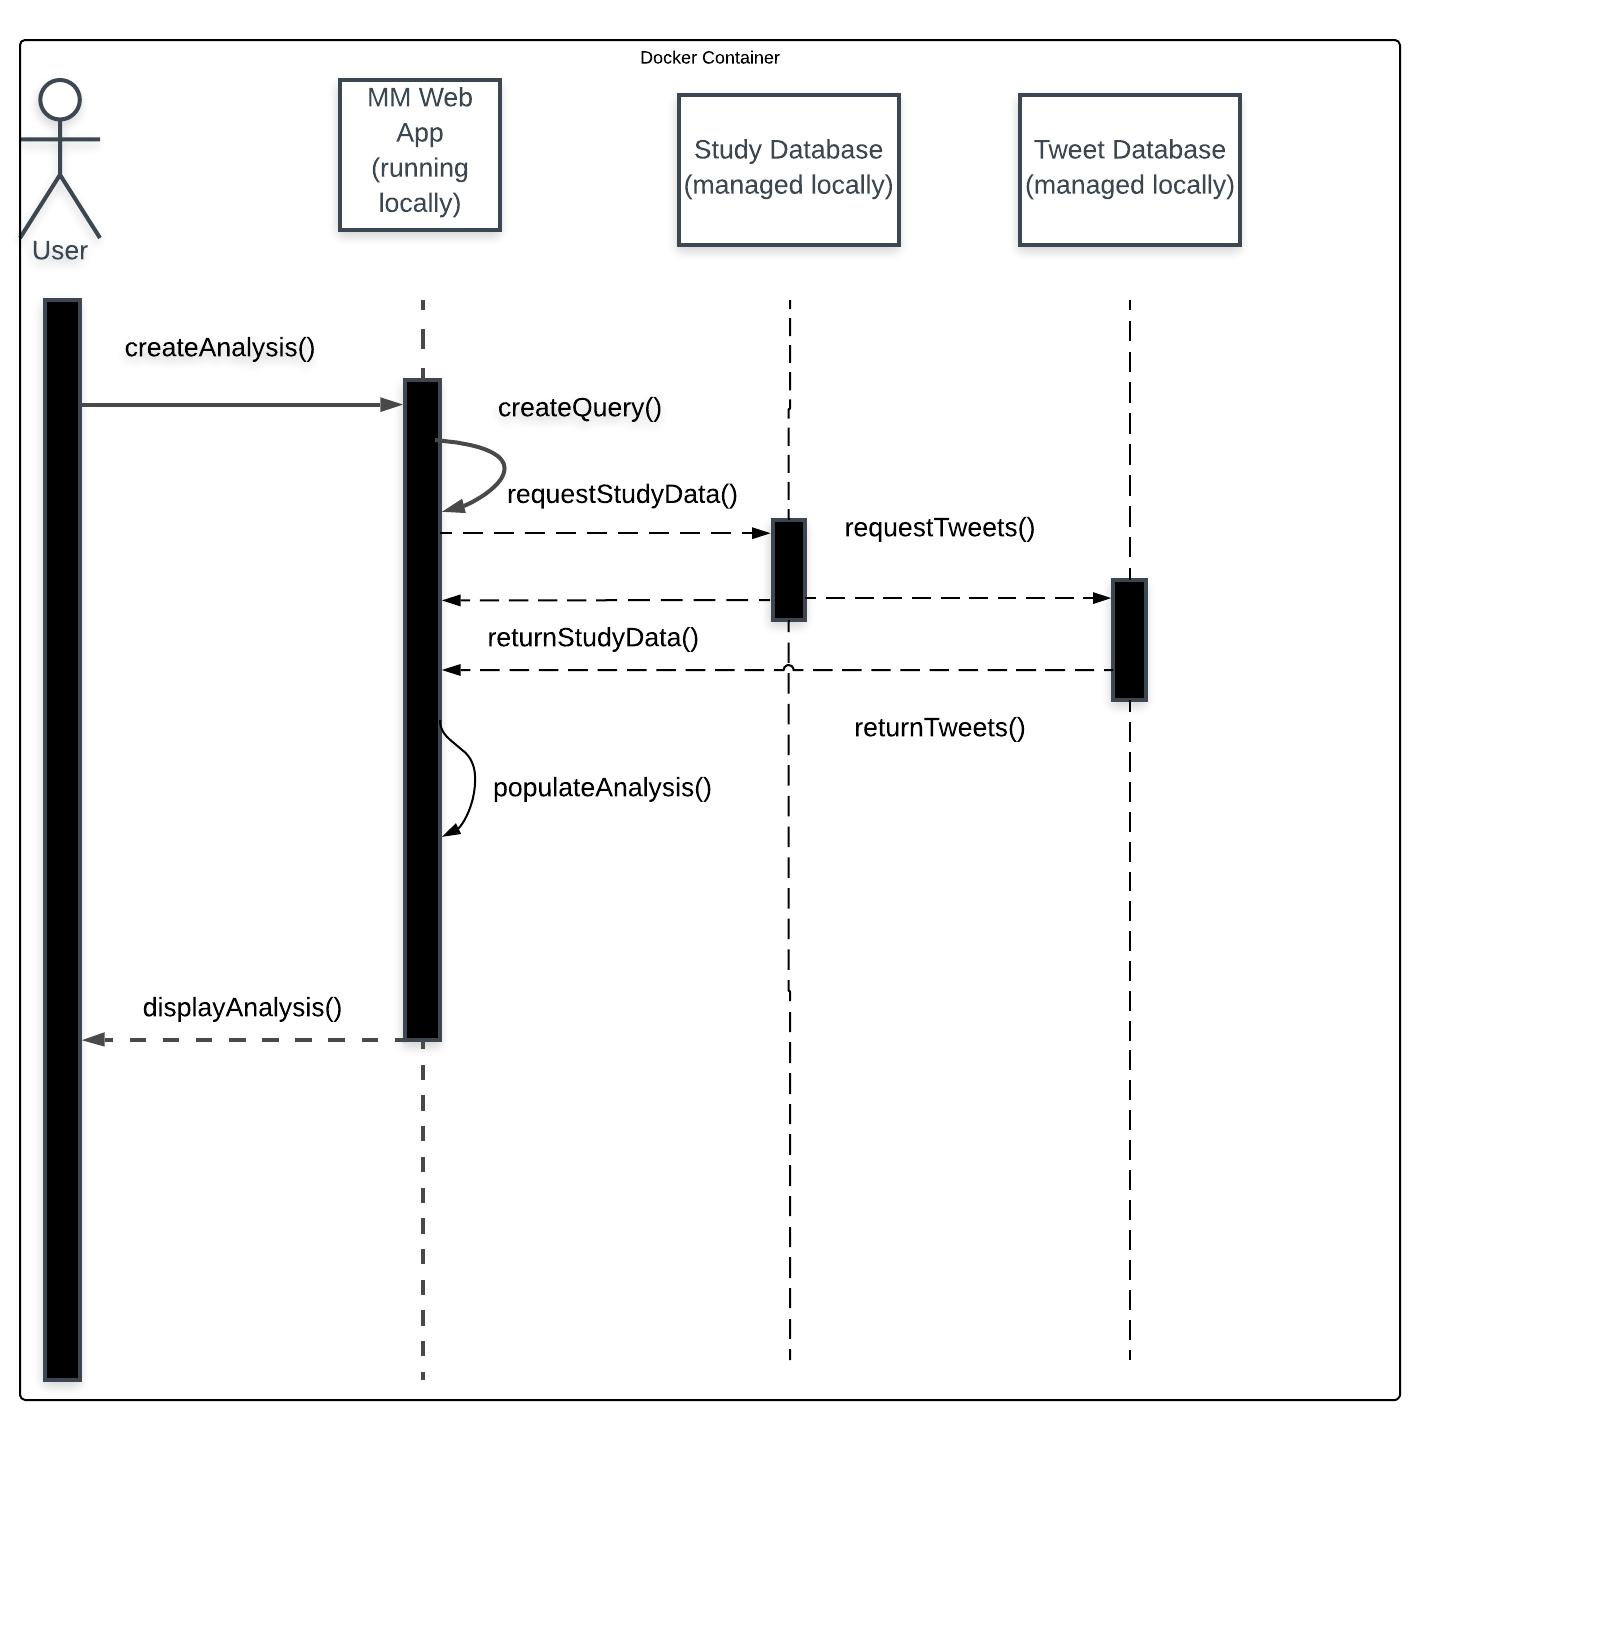 Docker Container
User
MM Web
App
(running
locally)
Study Database
(managed locally)
Tweet Database
(managed locally)
createAnalysis()
createQuery()
requestStudyData()
requestTweets()
returnStudyData()
returnTweets()
populateAnalysis()
displayAnalysis()